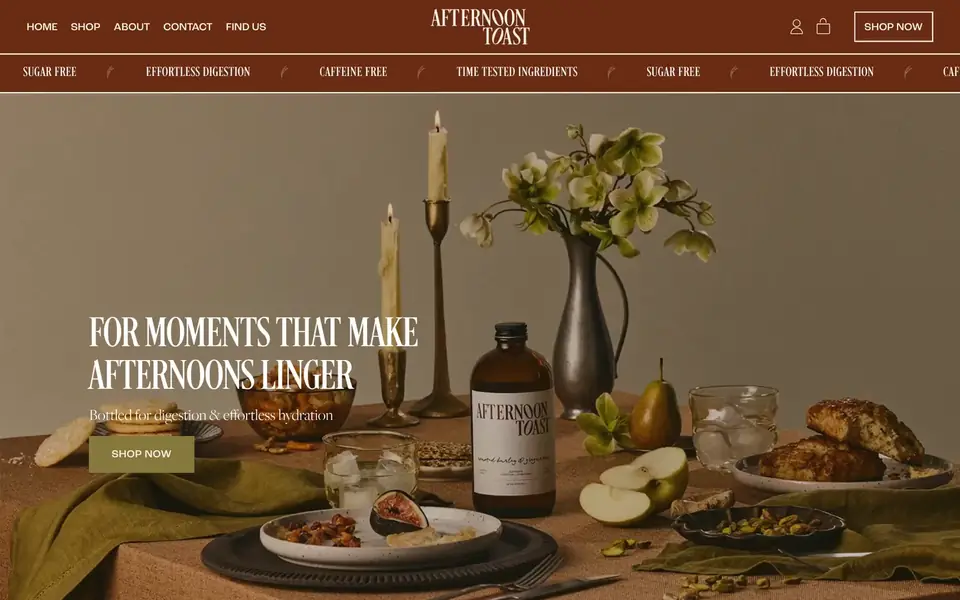 HOME SHOP ABOUT CONTACT FIND US
AFTERNOON
TOAST
SHOP NOW
SUGAR FREE EFFORTLESS DIGESTION CAFFEINE FREE TIME TESTED INGREDIENTS SUGAR FREE EFFORTLESS DIGESTION CAF
FOR MOMENTS THAT MAKE
AFTERNOONS LINGER
Bottled for digestion & effortless hydration
SHOP NOW
AFTERNOON
TOAST